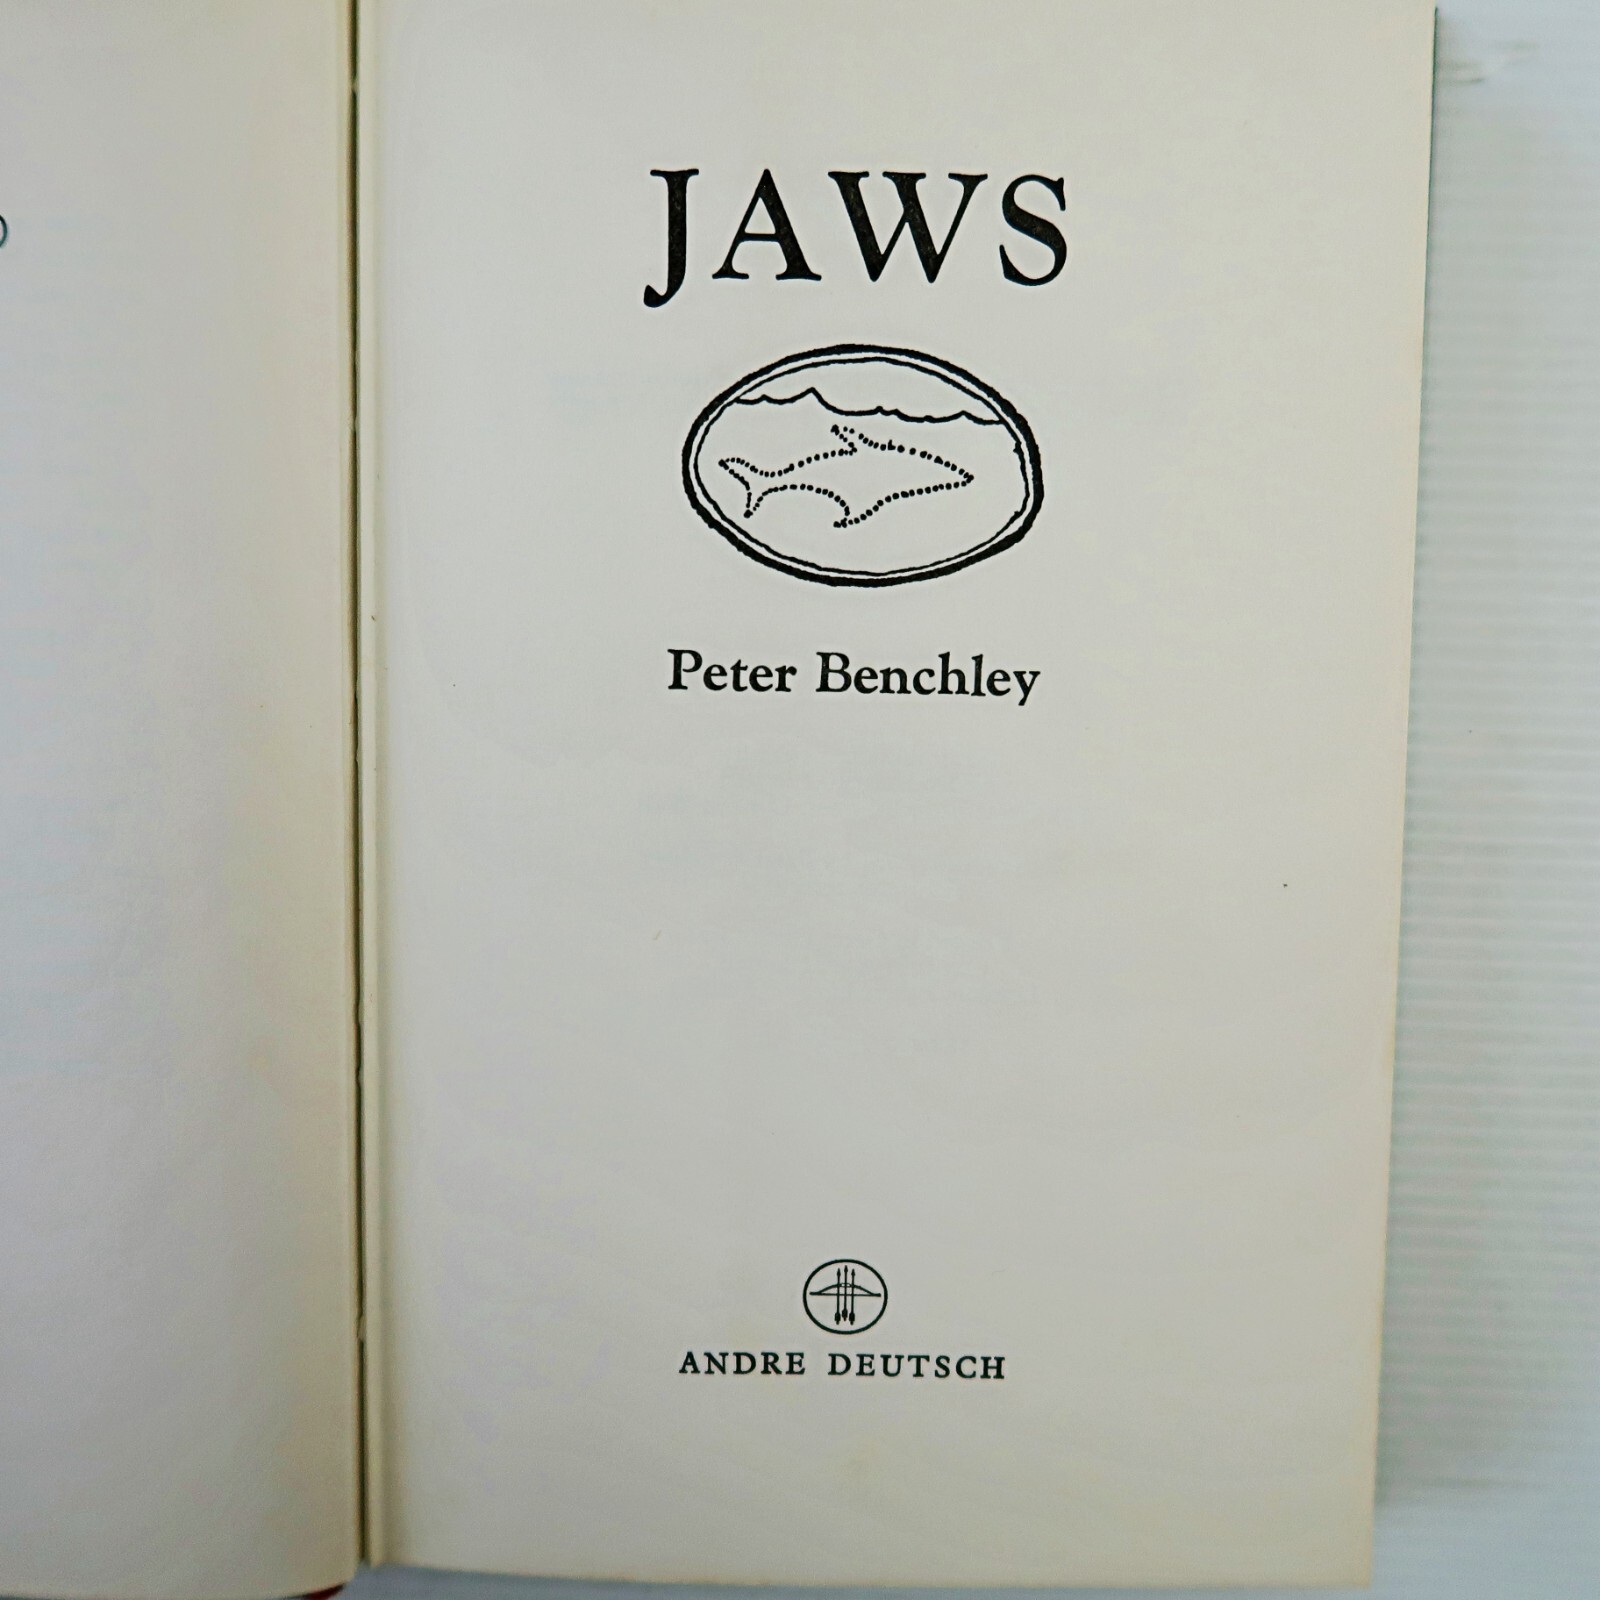 JAWS
Peter Benchley
ANDRE DEUTSCH